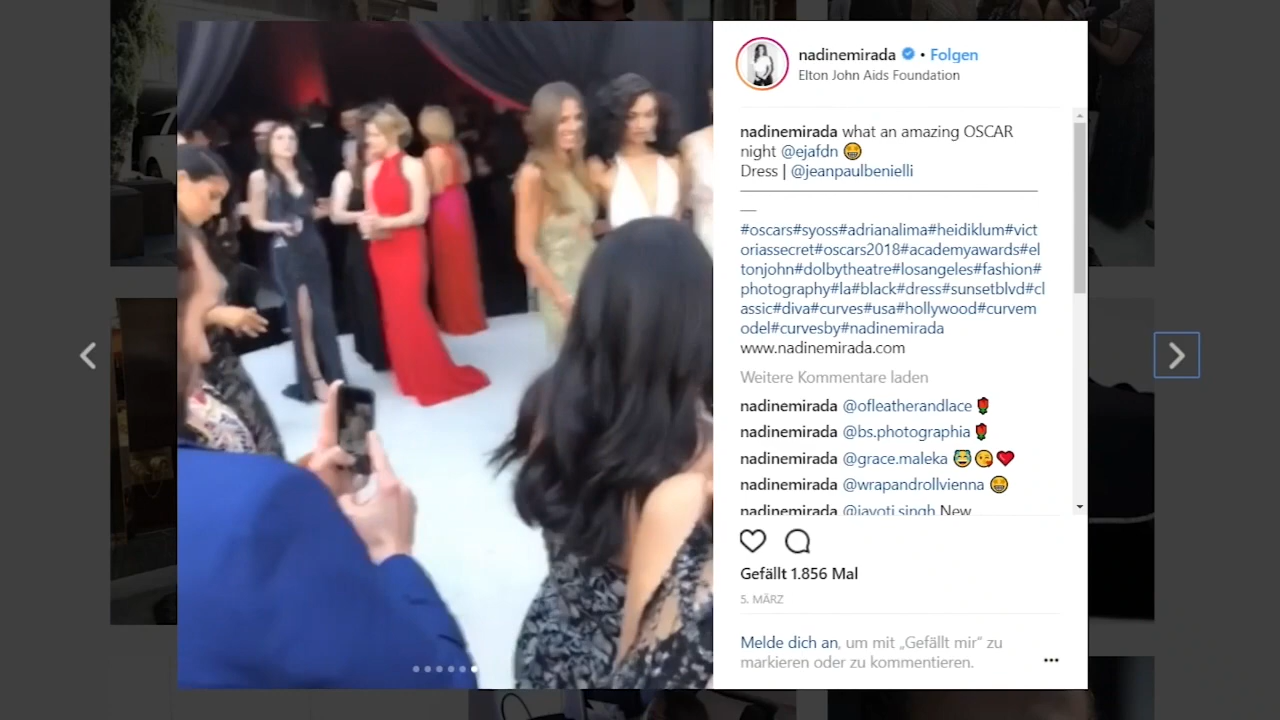 nadinemirada • Folgen
Elton John Aids Foundation
nadinemirada what an amazing OSCAR
night @ejafdn 😁
Dress | @jeanpaulbenielli
#oscars#syoss#adrianalima#heidiklum#vict
oriassecret#oscars2018#academyawards#el
tonjohn#dolbytheatre#losangeles#fashion#
photography#la#black#dress#sunsetblvd#cl
assic#diva#curves#usa#hollywood#curvem
odel#curvesby#nadinemirada
www.nadinemirada.com
Weitere Kommentare laden
nadinemirada @ofleatherandlace 🌹
nadinemirada @bs.photographia 🌹
nadinemirada @grace.maleka 😅😘❤️
nadinemirada @wrapandrollvienna 😁
nadinemirada @jayoti.singh New
Gefällt 1.856 Mal
5. MÄRZ
Melde dich an, um mit „Gefällt mir“ zu
markieren oder zu kommentieren.